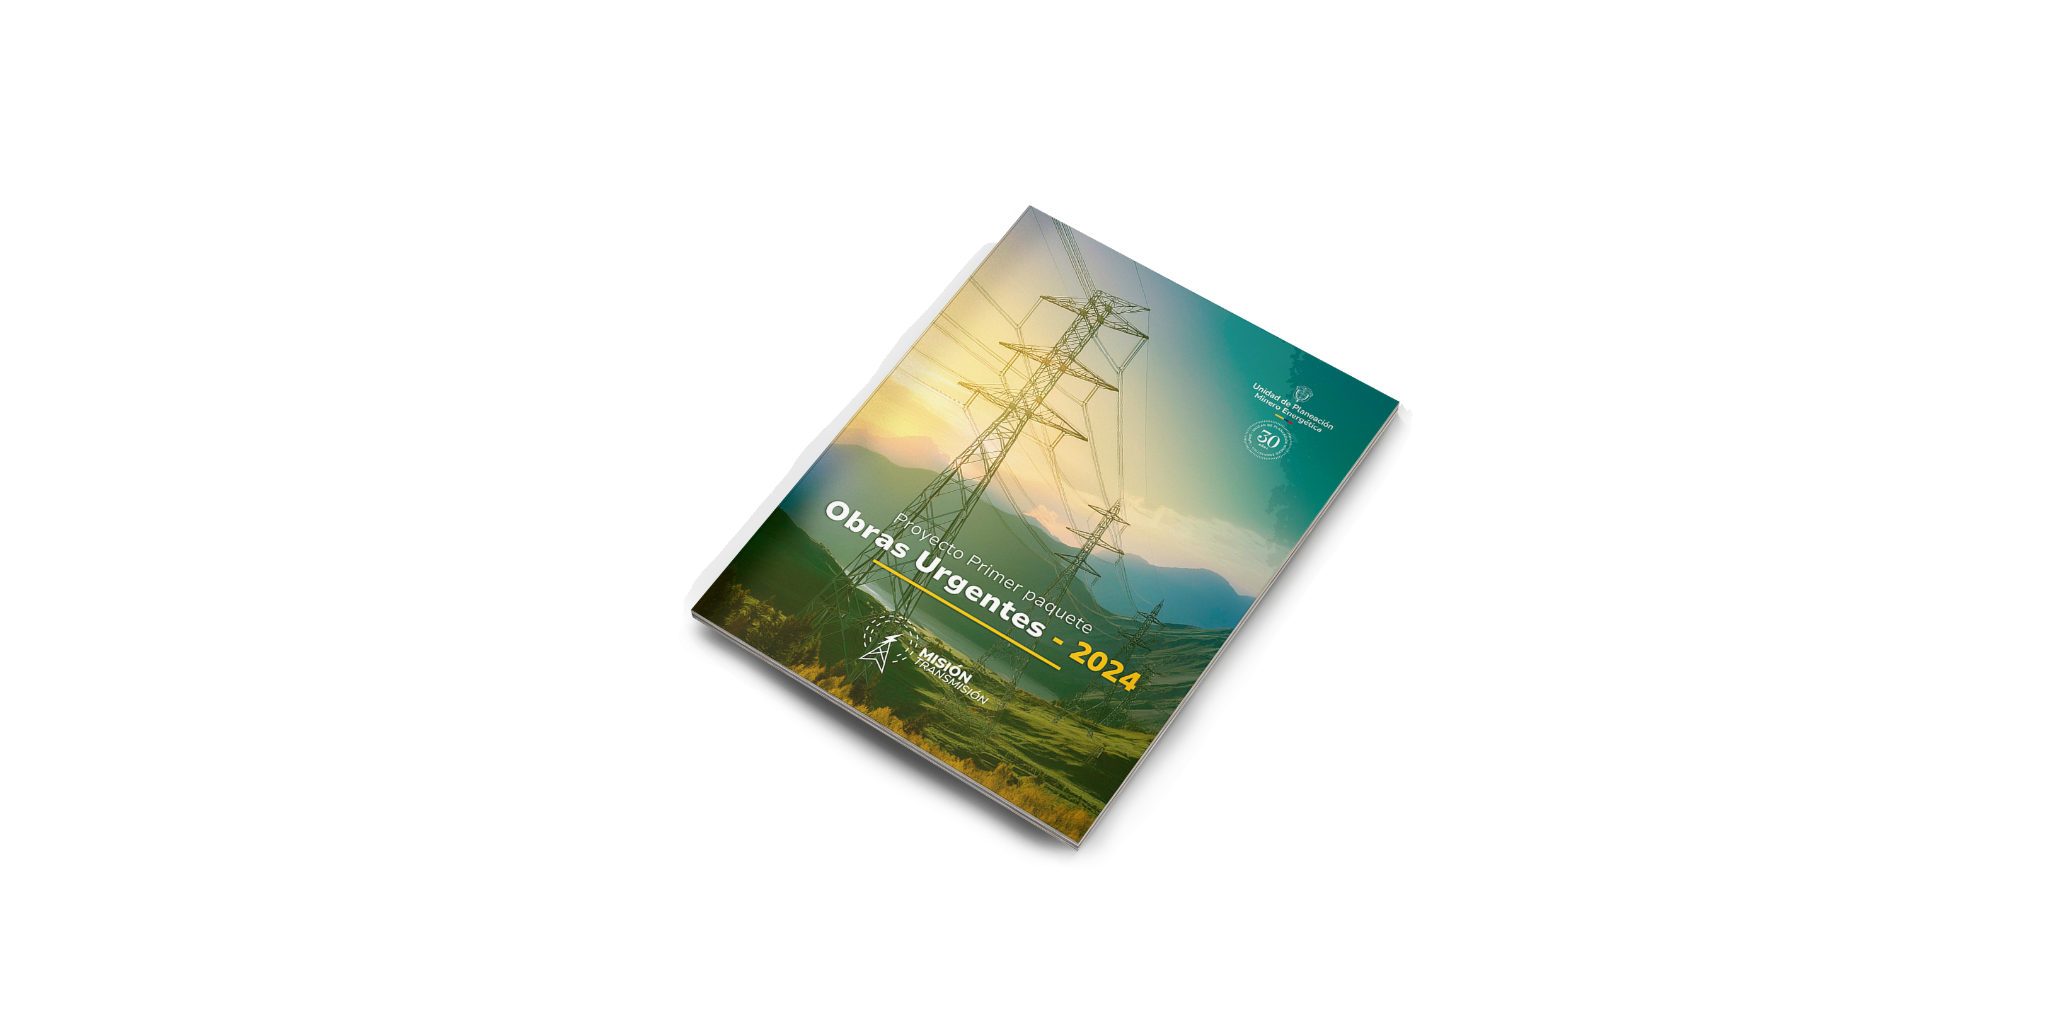 Unidad de Planeación
Minero Energética
30
Proyecto Primer paquete
Obras Urgentes - 2024
MISIÓN
TRANSMISIÓN